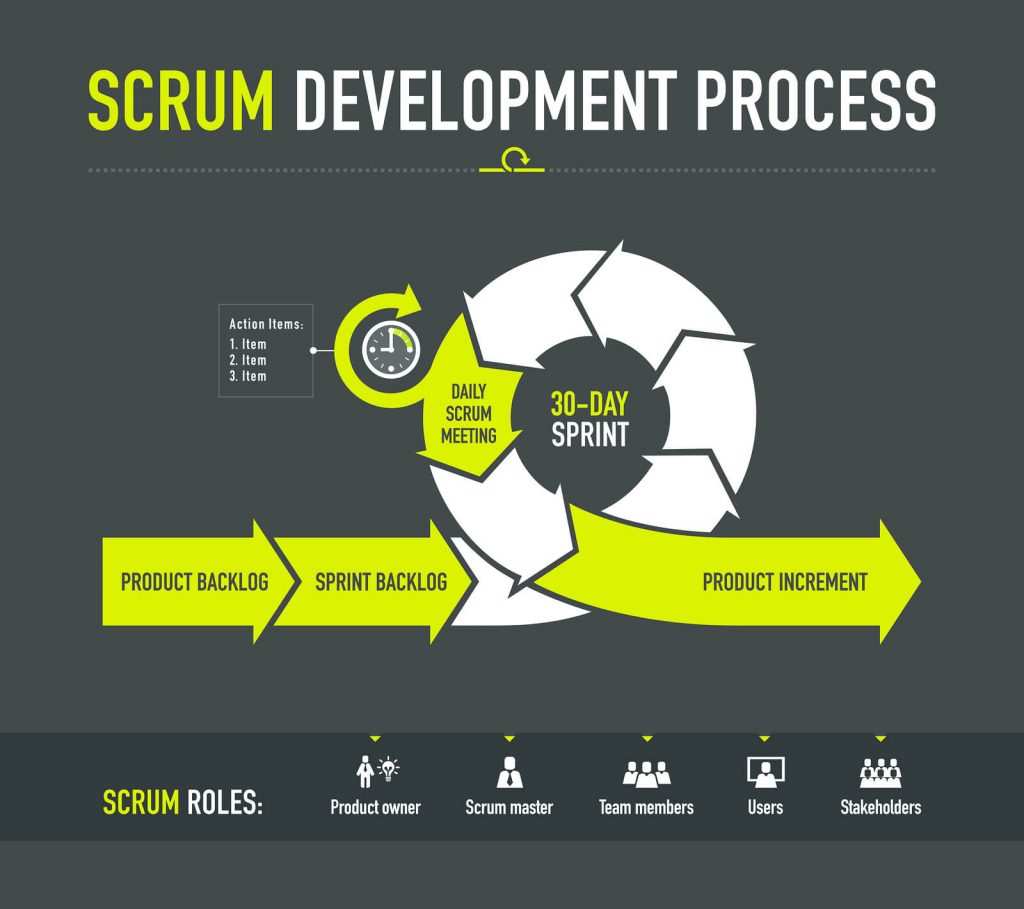 SCRUM DEVELOPMENT PROCESS
Action Items:
1. Item
2. Item
3. Item
DAILY
SCRUM
MEETING
30-DAY
SPRINT
PRODUCT BACKLOG
SPRINT BACKLOG
PRODUCT INCREMENT
SCRUM ROLES:
Product owner
Scrum master
Team members
Users
Stakeholders